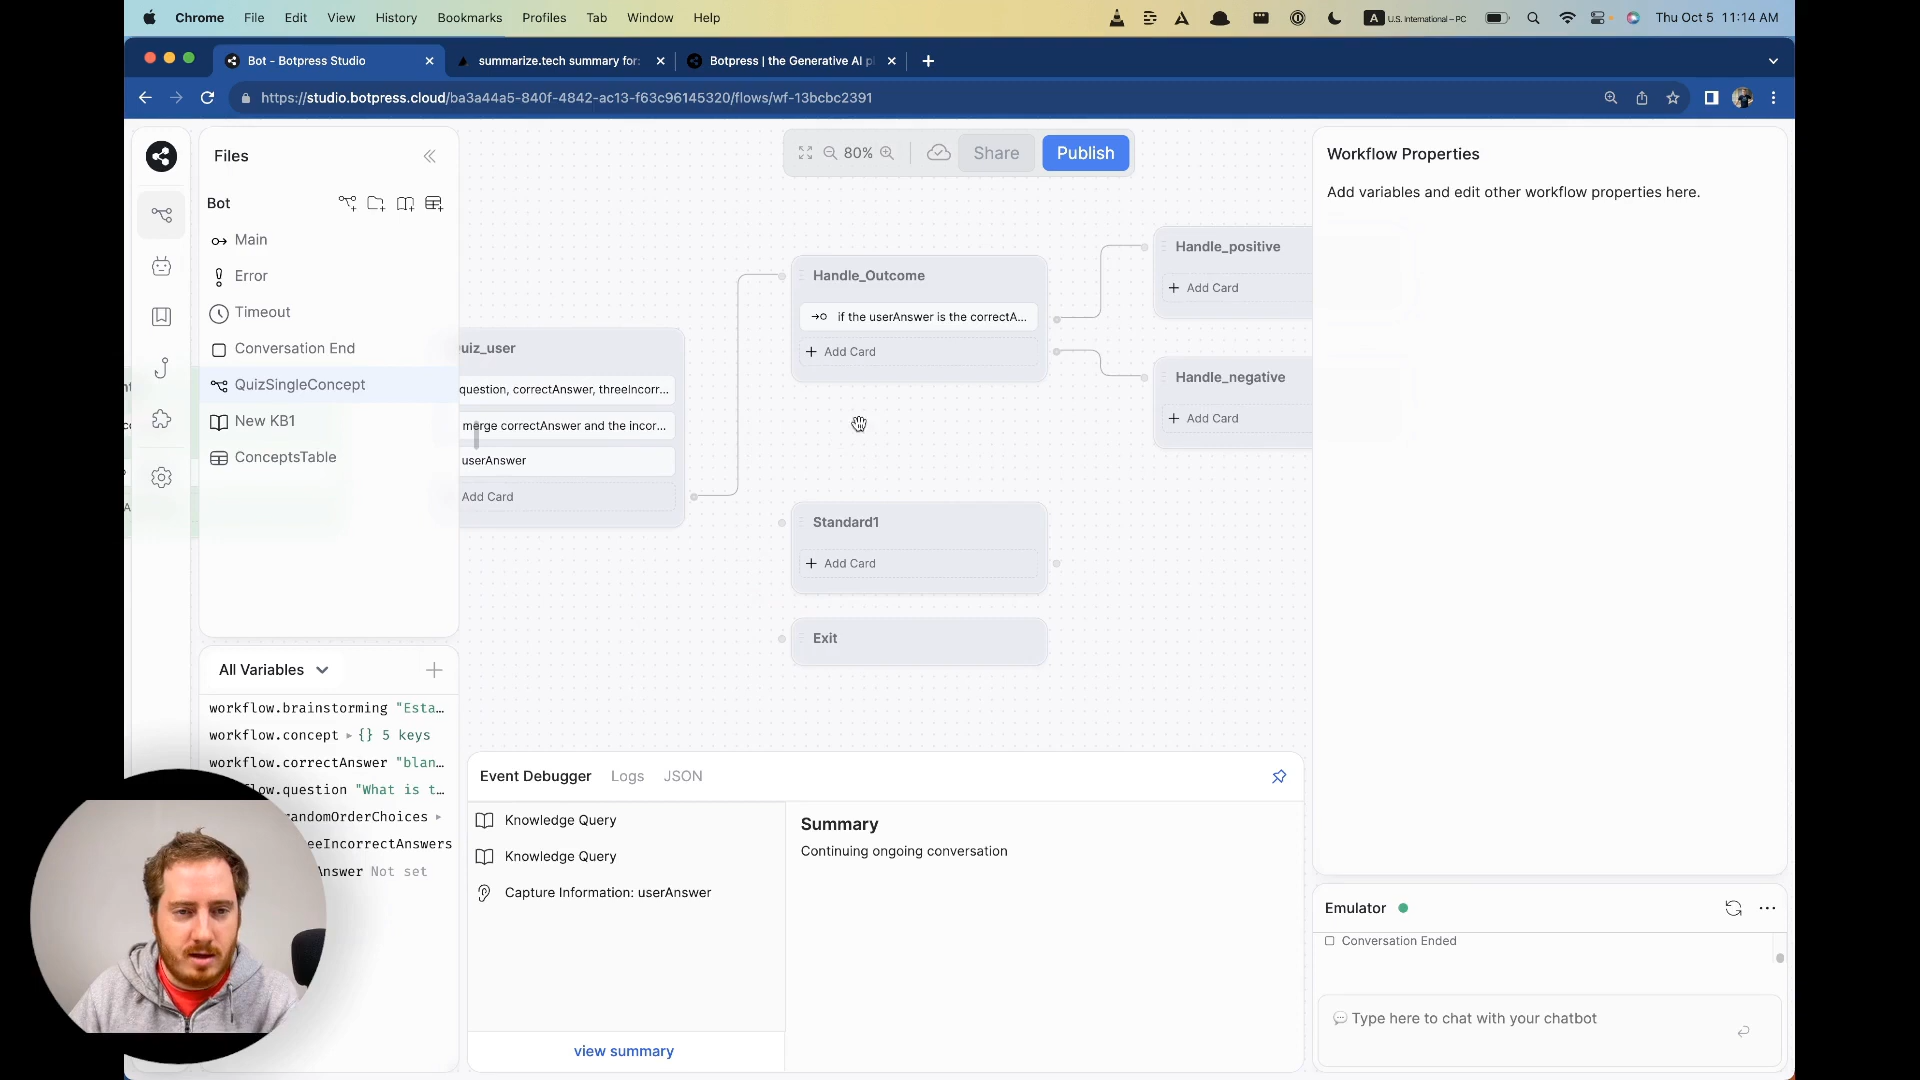 Chrome File Edit View History Bookmarks Profiles Tab Window Help
A U.S. International – PC Thu Oct 5 11:14 AM
Bot - Botpress Studio
summarize.tech summary for:
Botpress | the Generative AI pl
https://studio.botpress.cloud/ba3a44a5-840f-4842-ac13-f63c96145320/flows/wf-13bcbc2391
Files
Bot
Main
Error
Timeout
Conversation End
QuizSingleConcept
New KB1
ConceptsTable
All Variables
workflow.brainstorming "Esta…
workflow.concept {} 5 keys
workflow.correctAnswer "blan…
low.question "What is t…
randomOrderChoices
eeIncorrectAnswers
Answer Not set
80%
Share
Publish
uiz_user
question, correctAnswer, threeIncorr...
merge correctAnswer and the incor...
userAnswer
Add Card
Handle_Outcome
if the userAnswer is the correctA...
Add Card
Handle_positive
Add Card
Handle_negative
Add Card
Standard1
Add Card
Exit
Event Debugger Logs JSON
Knowledge Query
Knowledge Query
Capture Information: userAnswer
view summary
Summary
Continuing ongoing conversation
Workflow Properties
Add variables and edit other workflow properties here.
Emulator
Conversation Ended
Type here to chat with your chatbot